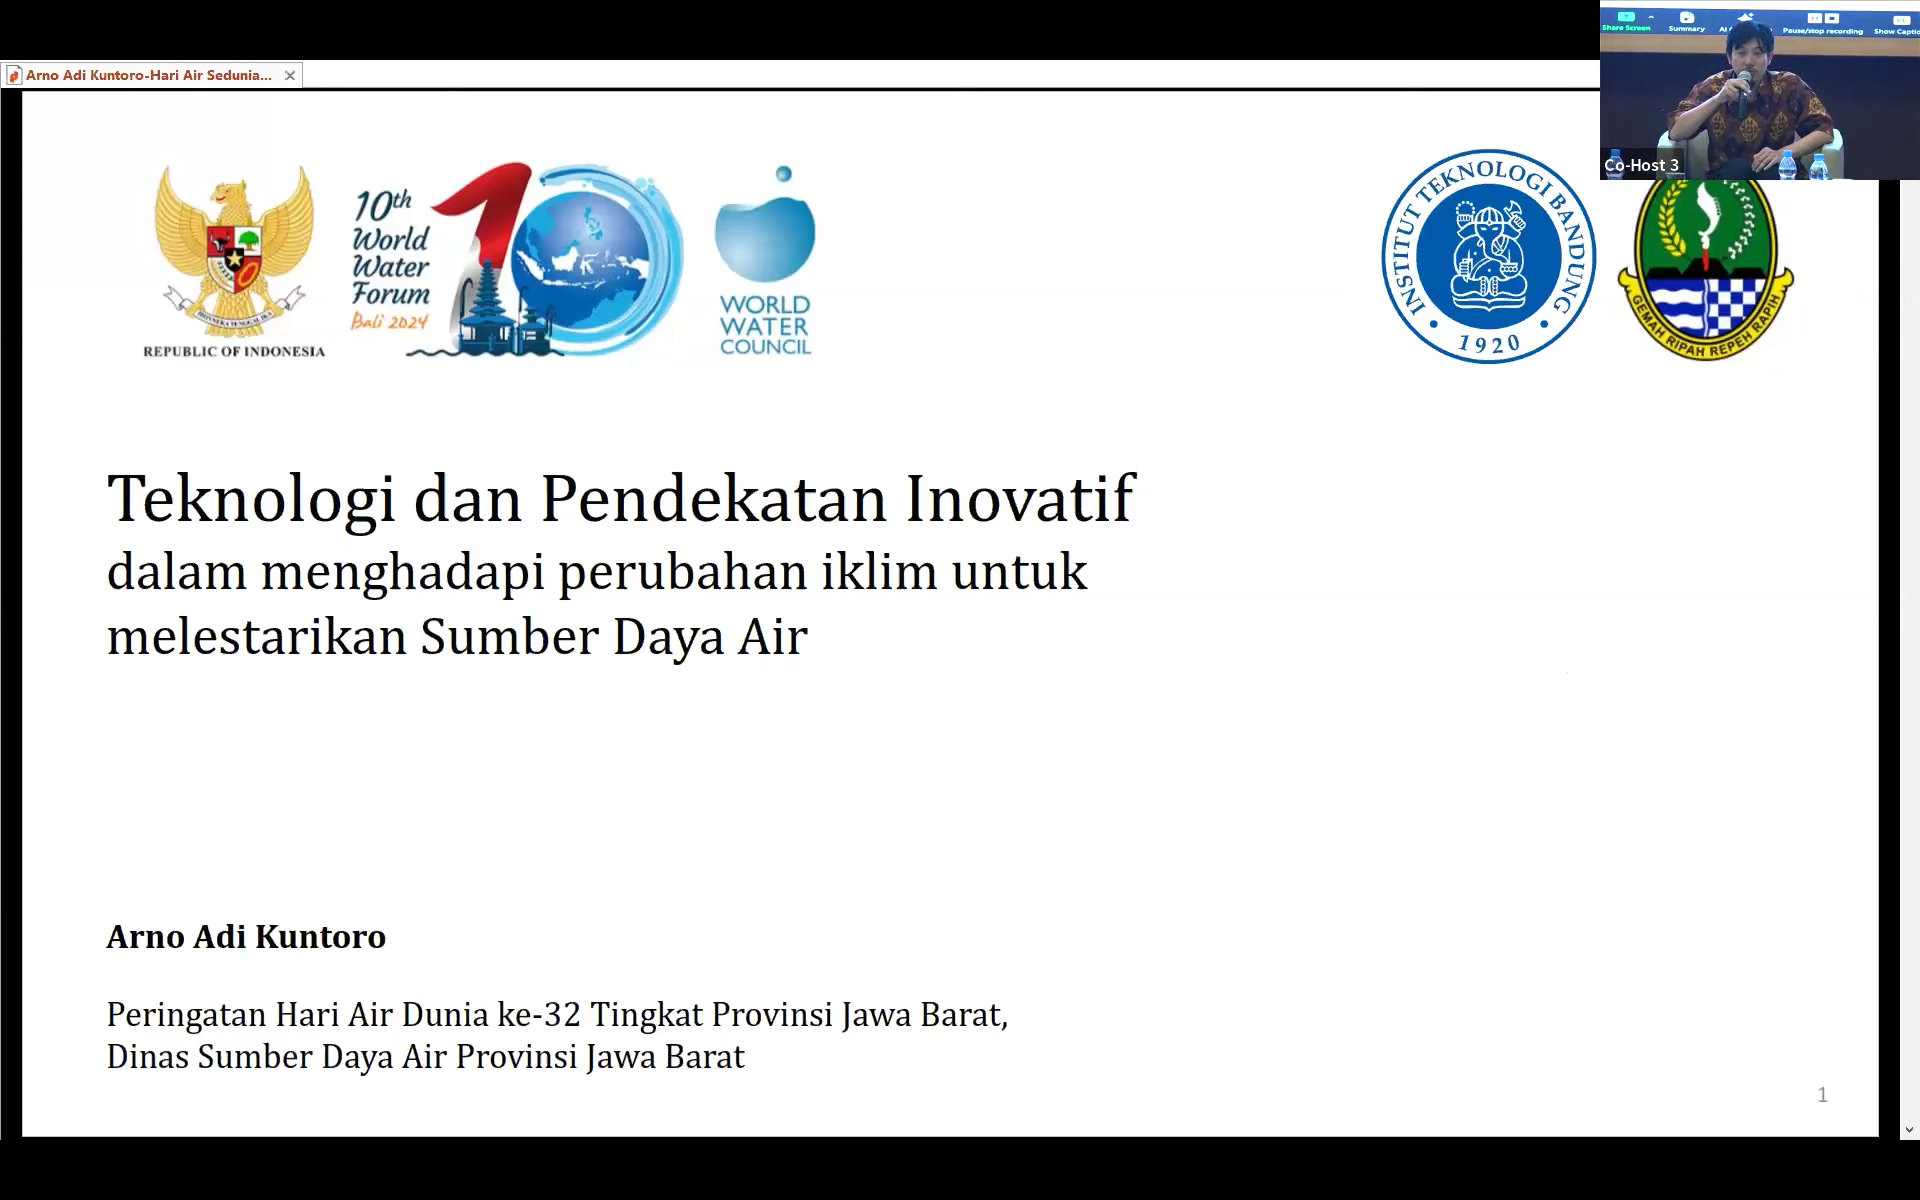 Share Screen
Summary
Pause/stop recording
Arno Adi Kuntoro-Hari Air Sedunia...
Co-Host 3
REPUBLIC OF INDONESIA
10th
World
Water
Forum
Bali 2024
10
WORLD
WATER
COUNCIL
INSTITUT TEKNOLOGI BANDUNG
1920
GEMAH RIPAH REPEH RAPIH
Teknologi dan Pendekatan Inovatif
dalam menghadapi perubahan iklim untuk
melestarikan Sumber Daya Air
Arno Adi Kuntoro
Peringatan Hari Air Dunia ke-32 Tingkat Provinsi Jawa Barat,
Dinas Sumber Daya Air Provinsi Jawa Barat
1